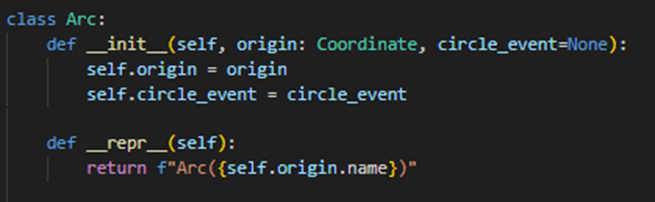 class Arc:
    def __init__(self, origin: Coordinate, circle_event=None):
        self.origin = origin
        self.circle_event = circle_event
    def __repr__(self):
        return f"Arc({self.origin.name})"